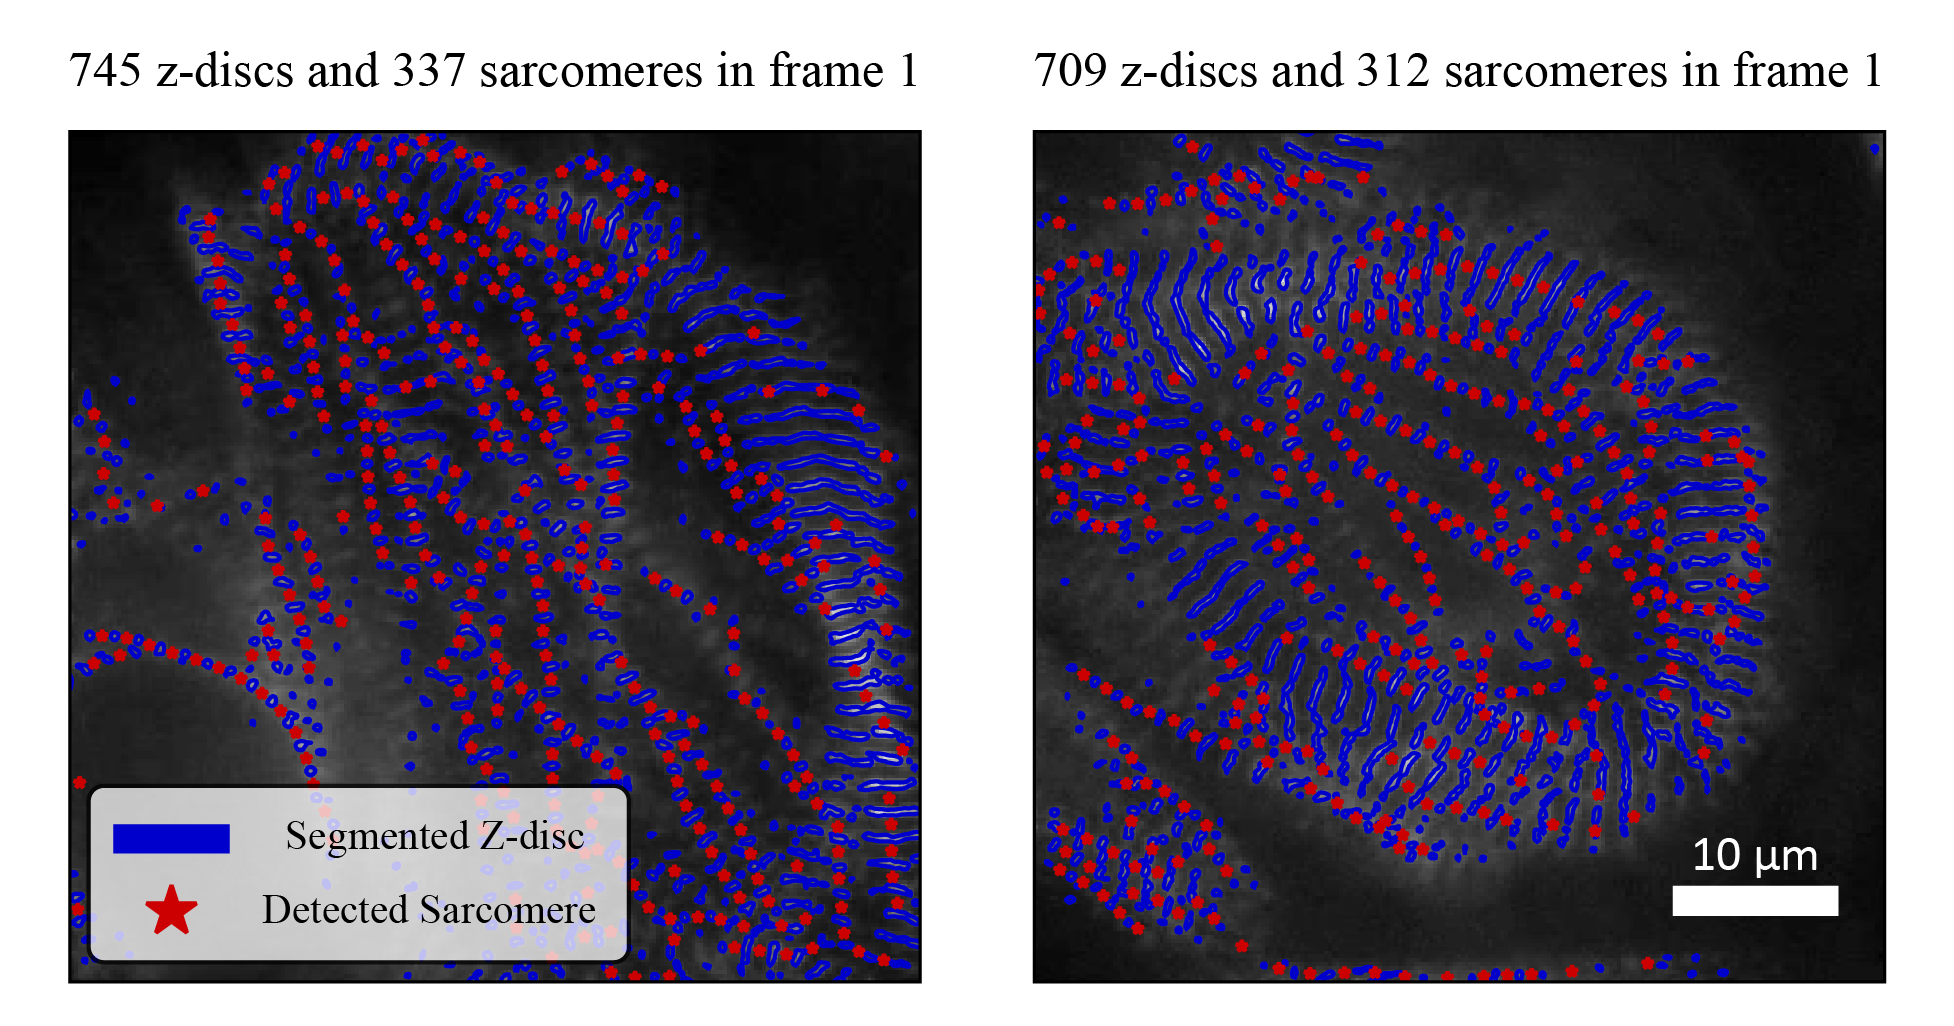 745 z-discs and 337 sarcomeres in frame 1
709 z-discs and 312 sarcomeres in frame 1
Segmented Z-disc
Detected Sarcomere
10 μm